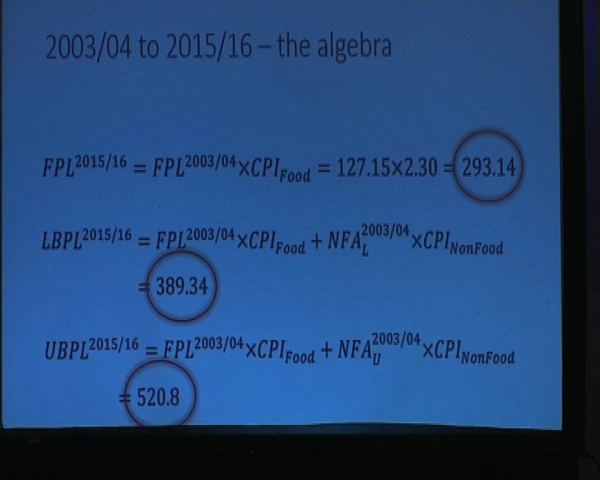 2003/04 to 2015/16 – the algebra
FPL^2015/16 = FPL^2003/04×CPI_Food = 127.15×2.30 = 293.14
LBPL^2015/16 = FPL^2003/04×CPI_Food + NFA_L^2003/04×CPI_NonFood
= 389.34
UBPL^2015/16 = FPL^2003/04×CPI_Food + NFA_U^2003/04×CPI_NonFood
= 520.8